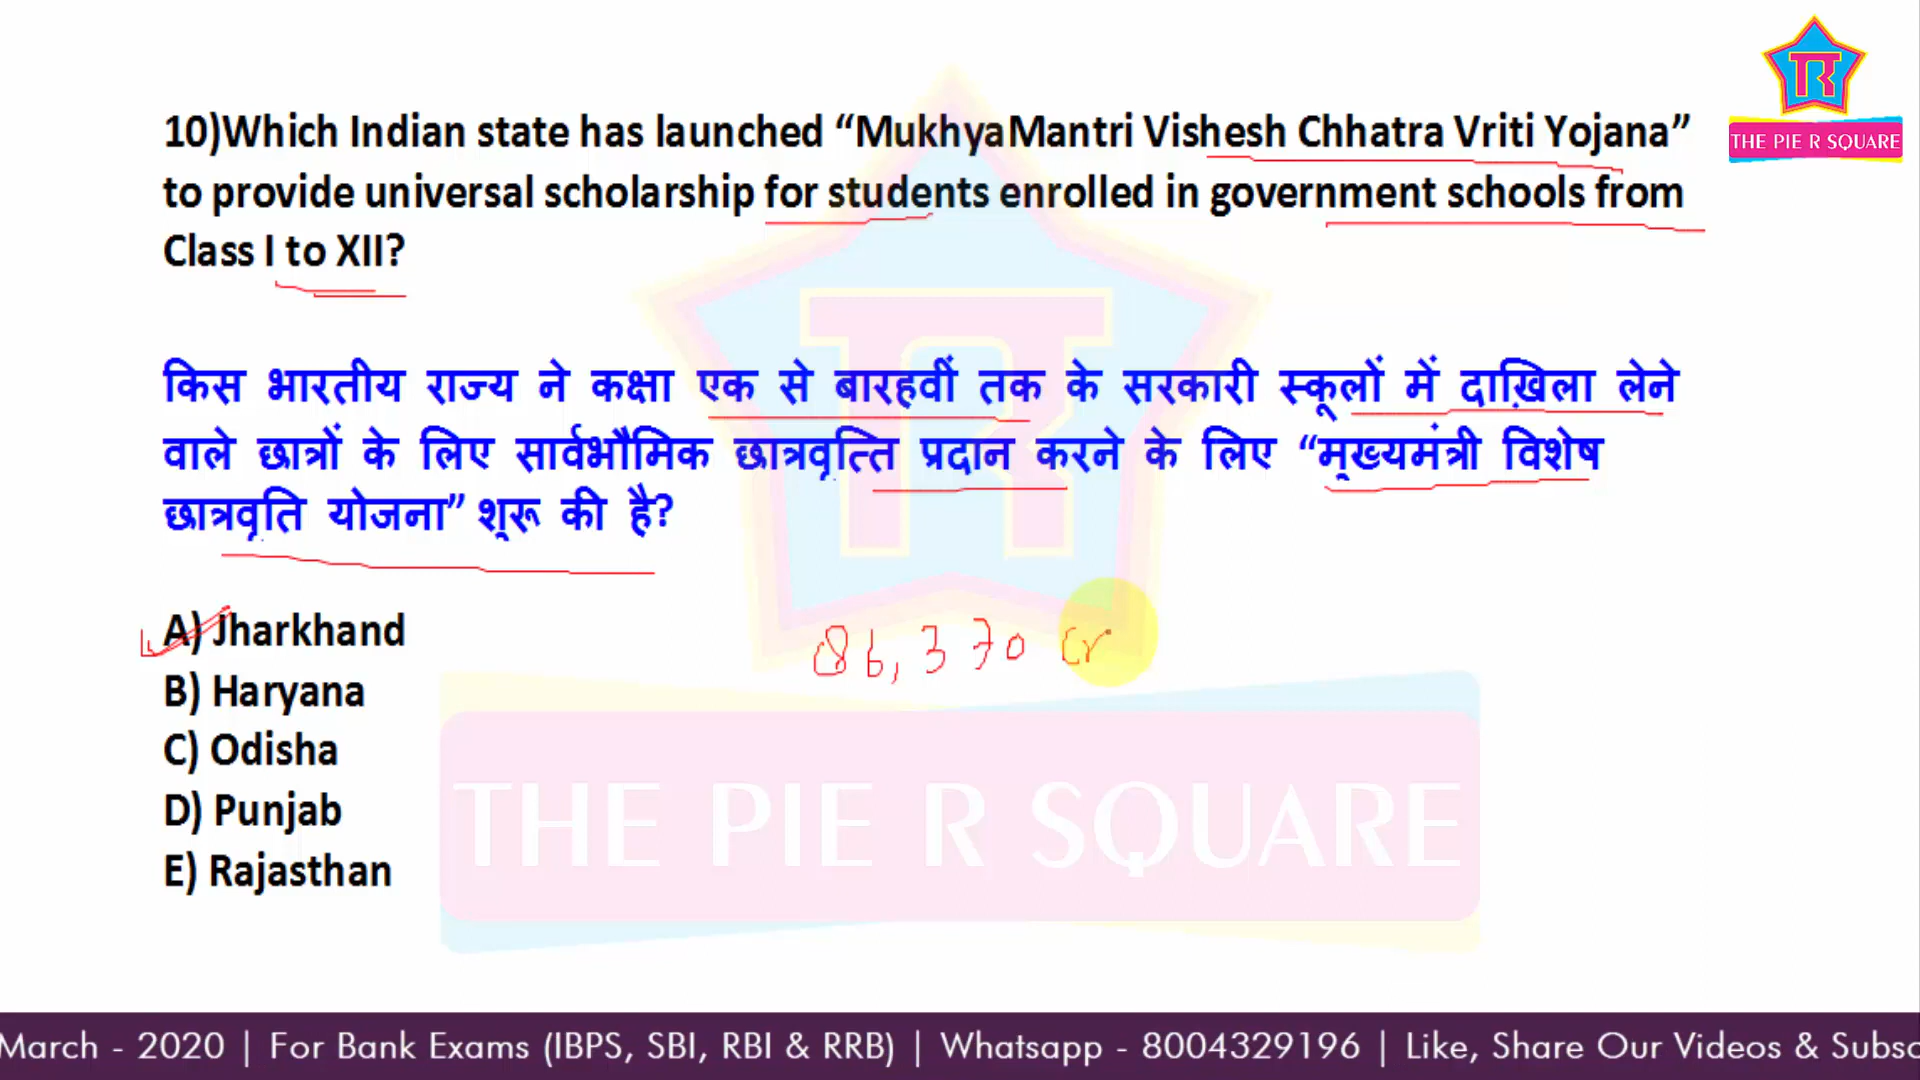 THE PIE R SQUARE
10)Which Indian state has launched “MukhyaMantri Vishesh Chhatra Vriti Yojana”
to provide universal scholarship for students enrolled in government schools from
Class I to XII?
किस भारतीय राज्य ने कक्षा एक से बारहवीं तक के सरकारी स्कूलों में दाख़िला लेने
वाले छात्रों के लिए सार्वभौमिक छात्रवृत्ति प्रदान करने के लिए “मुख्यमंत्री विशेष
छात्रवृति योजना” शुरू की है?
A) Jharkhand
86,370 cr
B) Haryana
C) Odisha
D) Punjab
E) Rajasthan
THE PIE R SQUARE
March - 2020 | For Bank Exams (IBPS, SBI, RBI & RRB) | Whatsapp - 8004329196 | Like, Share Our Videos & Subsc